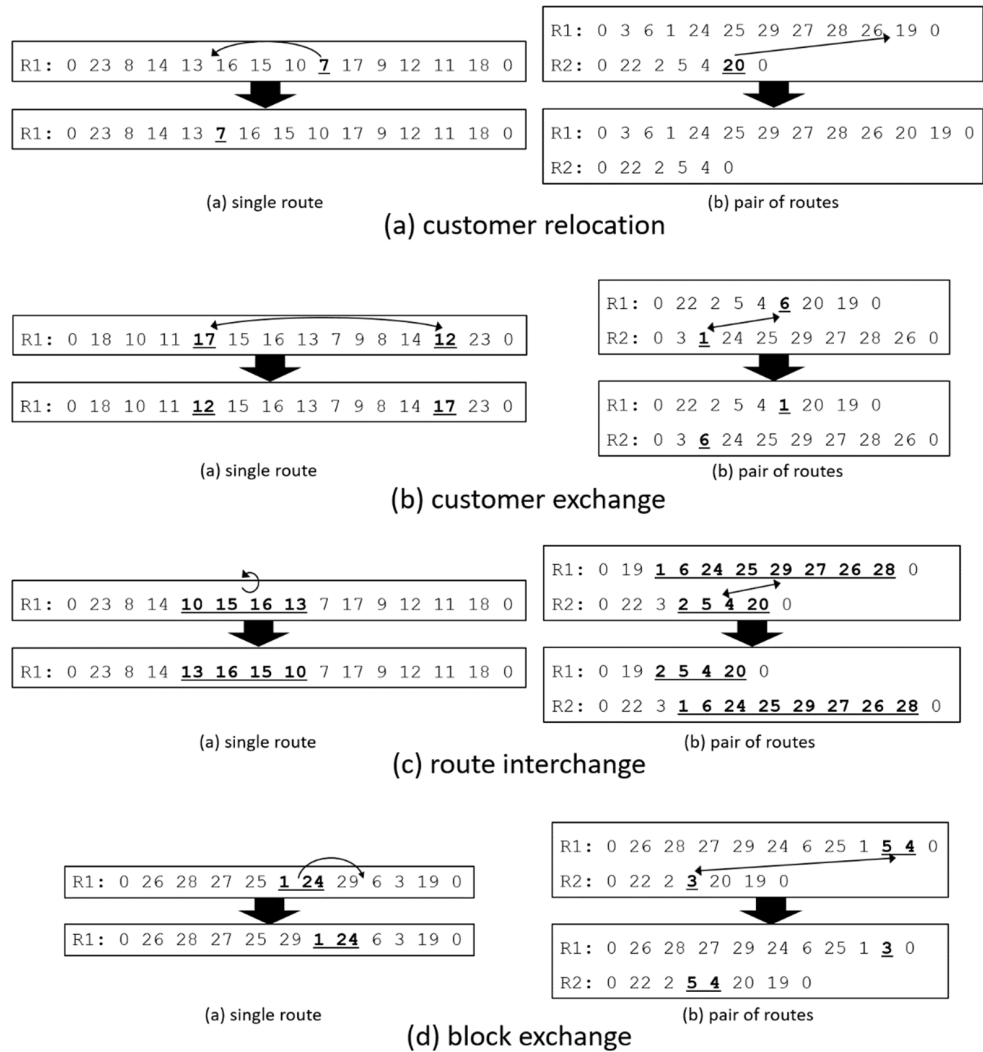 R1: 0 23 8 14 13 16 15 10 7 17 9 12 11 18 0
R1: 0 23 8 14 13 7 16 15 10 17 9 12 11 18 0
(a) single route
R1: 0 3 6 1 24 25 29 27 28 26 19 0
R2: 0 22 2 5 4 20 0
R1: 0 3 6 1 24 25 29 27 28 26 20 19 0
R2: 0 22 2 5 4 0
(b) pair of routes
(a) customer relocation
R1: 0 18 10 11 17 15 16 13 7 9 8 14 12 23 0
R1: 0 18 10 11 12 15 16 13 7 9 8 14 17 23 0
(a) single route
R1: 0 22 2 5 4 6 20 19 0
R2: 0 3 1 24 25 29 27 28 26 0
R1: 0 22 2 5 4 1 20 19 0
R2: 0 3 6 24 25 29 27 28 26 0
(b) pair of routes
(b) customer exchange
R1: 0 23 8 14 10 15 16 13 7 17 9 12 11 18 0
R1: 0 23 8 14 13 16 15 10 7 17 9 12 11 18 0
(a) single route
R1: 0 19 1 6 24 25 29 27 26 28 0
R2: 0 22 3 2 5 4 20 0
R1: 0 19 2 5 4 20 0
R2: 0 22 3 1 6 24 25 29 27 26 28 0
(b) pair of routes
(c) route interchange
R1: 0 26 28 27 25 1 24 29 6 3 19 0
R1: 0 26 28 27 25 29 1 24 6 3 19 0
(a) single route
R1: 0 26 28 27 29 24 6 25 1 5 4 0
R2: 0 22 2 3 20 19 0
R1: 0 26 28 27 29 24 6 25 1 3 0
R2: 0 22 2 5 4 20 19 0
(b) pair of routes
(d) block exchange